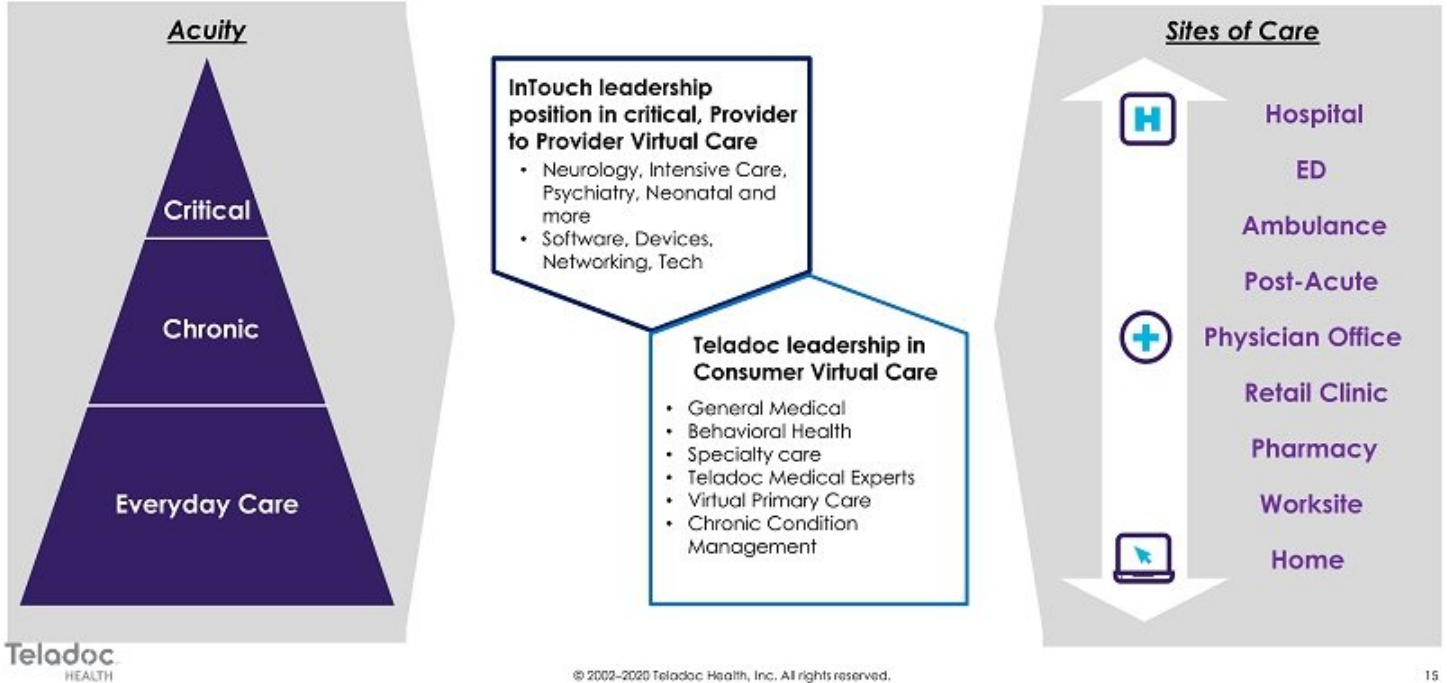 Acuity
Critical
Chronic
Everyday Care
InTouch leadership
position in critical, Provider
to Provider Virtual Care
• Neurology, Intensive Care,
Psychiatry, Neonatal and
more
• Software, Devices,
Networking, Tech
Teladoc leadership in
Consumer Virtual Care
• General Medical
• Behavioral Health
• Specialty care
• Teladoc Medical Experts
• Virtual Primary Care
• Chronic Condition
Management
Sites of Care
H
Hospital
ED
Ambulance
Post-Acute
Physician Office
Retail Clinic
Pharmacy
Worksite
Home
Teladoc
HEALTH
© 2002–2020 Teladoc Health, Inc. All rights reserved.
15